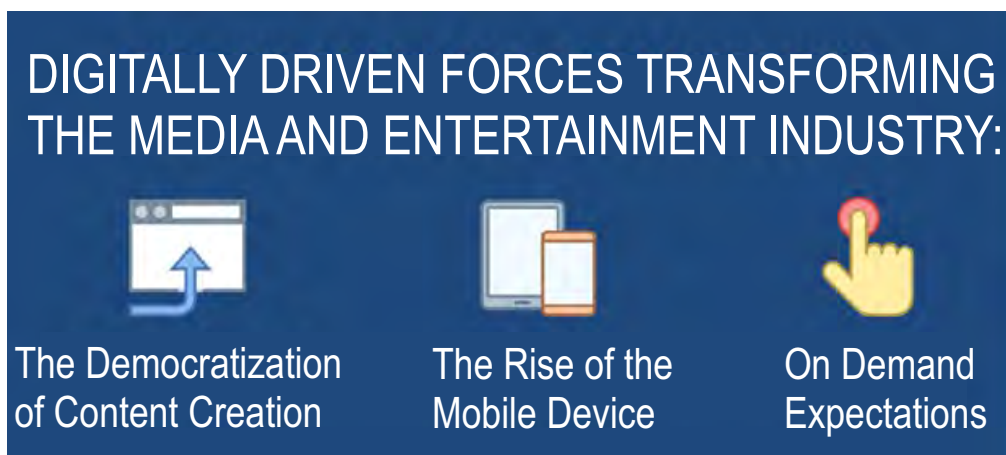 DIGITALLY DRIVEN FORCES TRANSFORMING
THE MEDIA AND ENTERTAINMENT INDUSTRY:
The Democratization
of Content Creation
The Rise of the
Mobile Device
On Demand
Expectations